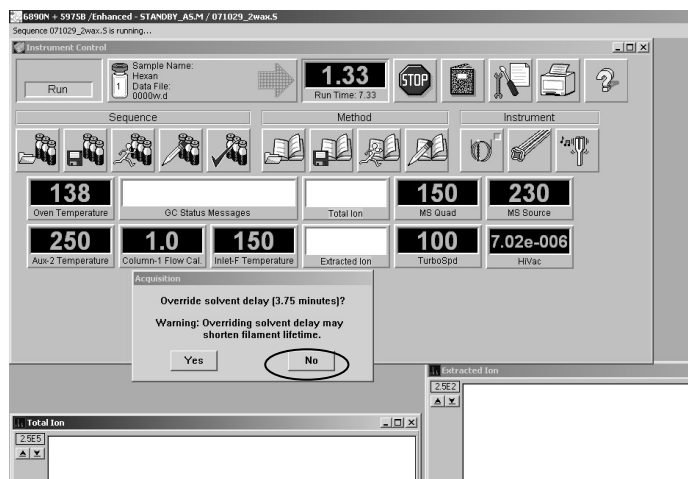 6890N + 5975B /Enhanced - STANDBY_AS.M / 071029_2wax.S
Sequence 071029_2wax.S is running...
Instrument Control
Run
1
Sample Name:
Hexan
Data File:
0000w.d
1.33
Run Time: 7.33
STOP
Sequence
Method
Instrument
138
Oven Temperature
GC Status Messages
Total Ion
150
MS Quad
230
MS Source
250
Aux-2 Temperature
1.0
Column-1 Flow Cal.
150
Inlet-F Temperature
Extracted Ion
100
TurboSpd
7.02e-006
HiVac
Acquisition
Override solvent delay (3.75 minutes)?
Warning: Overriding solvent delay may
shorten filament lifetime.
Yes
No
Extracted Ion
2.5E2
Total Ion
2.5E5